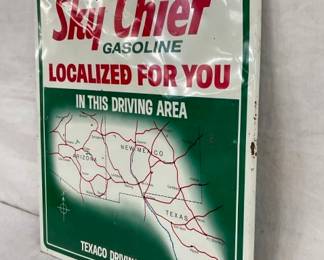 Sky Chief
GASOLINE
LOCALIZED FOR YOU
IN THIS DRIVING AREA
NEW MEXICO
ARIZONA
TEXAS
TEXACO